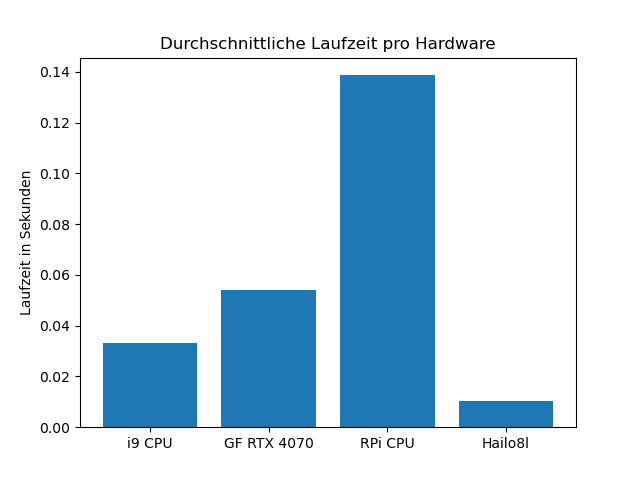 Durchschnittliche Laufzeit pro Hardware
Laufzeit in Sekunden
0.14
0.12
0.10
0.08
0.06
0.04
0.02
0.00
i9 CPU
GF RTX 4070
RPi CPU
Hailo8l